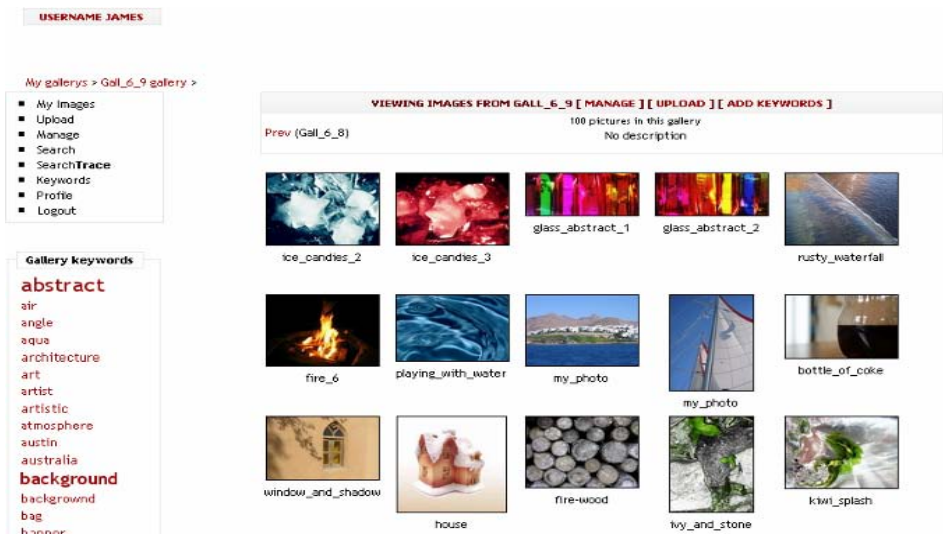 USERNAME JAMES
My gallerys > Gall_6_9 gallery >
My Images
Upload
Manage
Search
SearchTrace
Keywords
Profile
Logout
Gallery keywords
abstract
air
angle
aqua
architecture
art
artist
artistic
atmosphere
austin
australia
background
backgrownd
bag
banner
VIEWING IMAGES FROM GALL_6_9 [ MANAGE ] [ UPLOAD ] [ ADD KEYWORDS ]
100 pictures in this gallery
Prev (Gall_6_8)
No description
ice_candies_2
ice_candies_3
glass_abstract_1
glass_abstract_2
rusty_waterfall
fire_6
playing_with_water
my_photo
my_photo
bottle_of_coke
window_and_shadow
house
fire-wood
ivy_and_stone
kiwi_splash